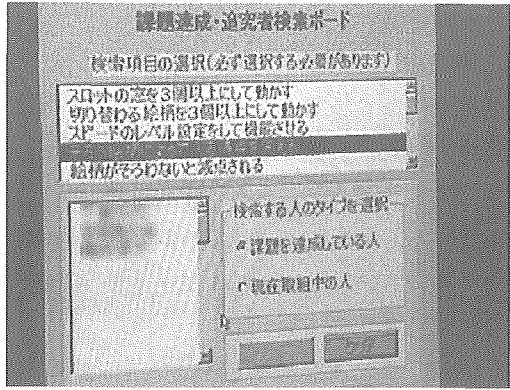 課題達成・追究者検索ボード
検索項目の選択(必ず選択する必要があります)
スロットの窓を3個以上にして動かす
切り替わる絵柄を3個以上にして動かす
スピードのレベル設定をして機能させる
絵柄がそろわないと減点される
検索する人のタイプを選択
課題を達成している人
現在取組中の人